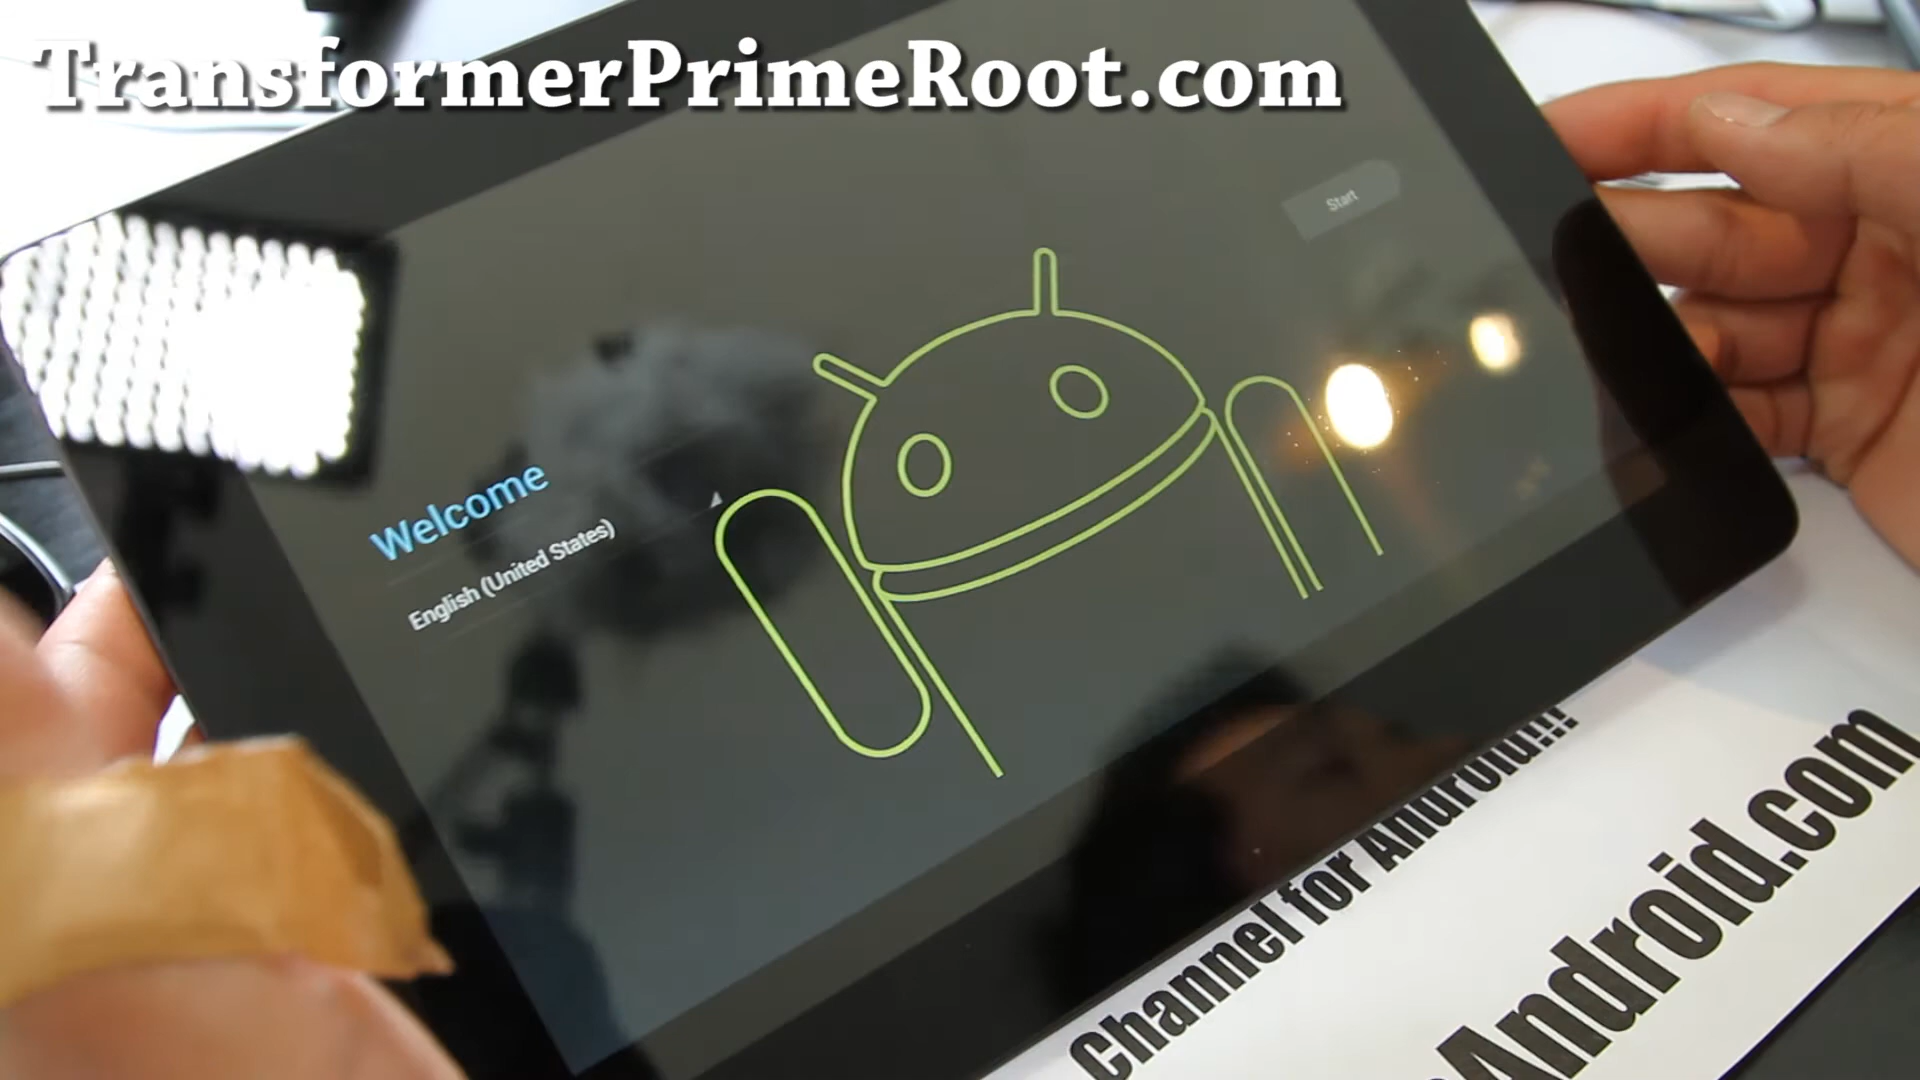 TransformerPrimeRoot.com
Start
Welcome
English (United States)
Channel for Android!!!
Android.com